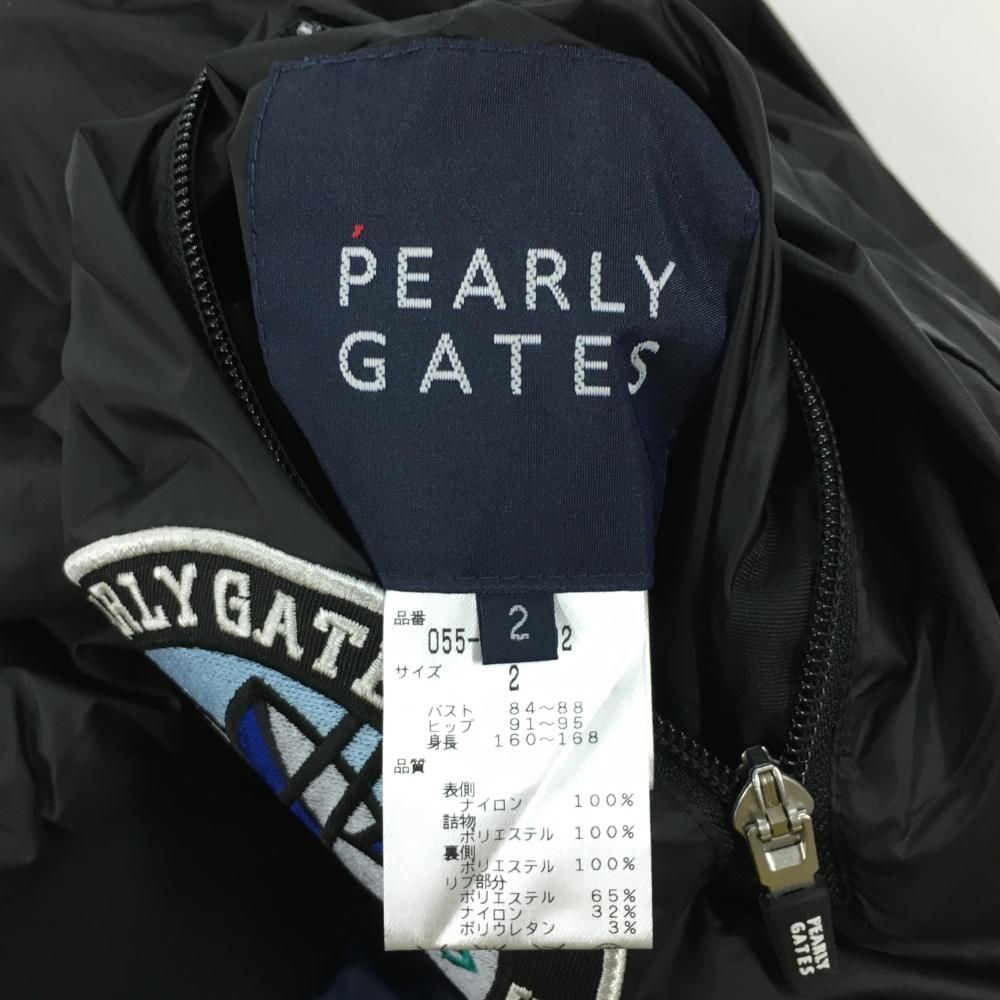 PEARLY
GATES
2
品番
055- 2
サイズ
2
バスト 84～88
ヒップ 91～95
身長 160～168
品質
表側
ナイロン 100%
詰物
ポリエステル 100%
裏側
ポリエステル 100%
リブ部分
ポリエステル 65%
ナイロン 32%
ポリウレタン 3%
RLY GAT
PEARLY
GATES